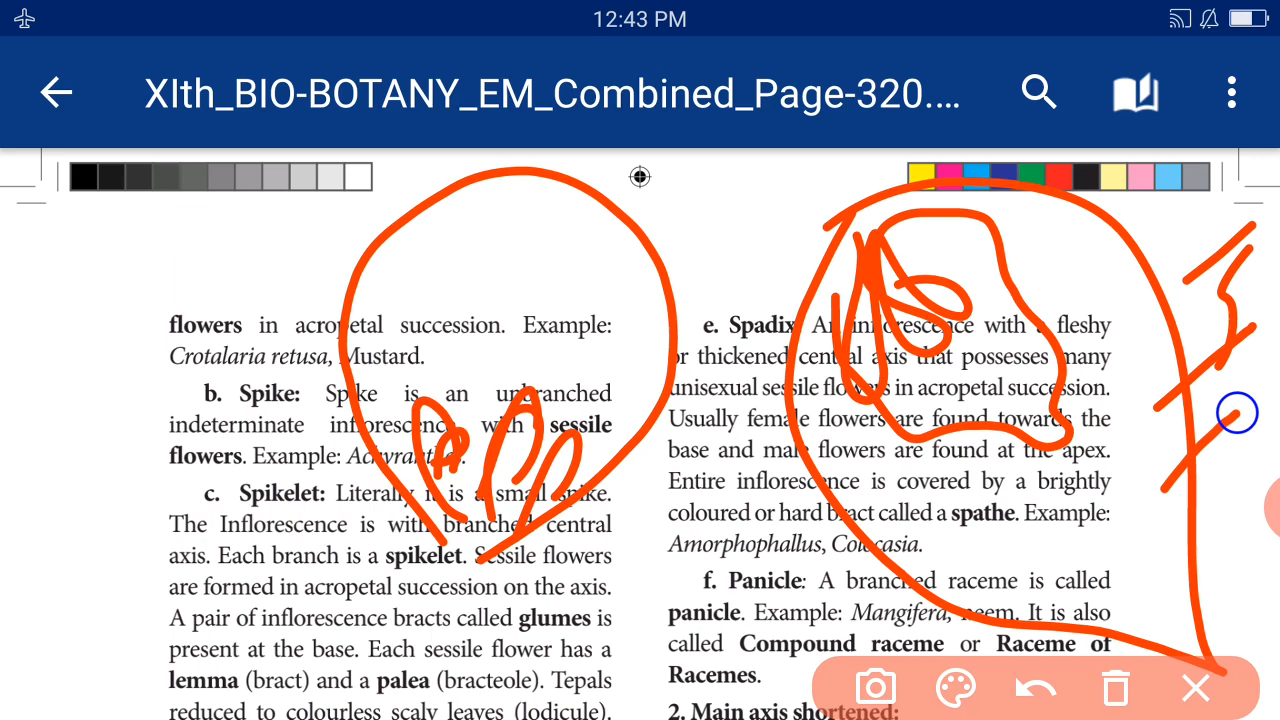 12:43 PM
XIth_BIO-BOTANY_EM_Combined_Page-320....
flowers in acropetal succession. Example:
Crotalaria retusa, Mustard.
b. Spike: Spike is an unbranched
indeterminate inflorescence with sessile
flowers. Example: Achyranthes.
c. Spikelet: Literally it is a small spike.
The Inflorescence is with branched central
axis. Each branch is a spikelet. Sessile flowers
are formed in acropetal succession on the axis.
A pair of inflorescence bracts called glumes is
present at the base. Each sessile flower has a
lemma (bract) and a palea (bracteole). Tepals
reduced to colourless scaly leaves (lodicule).
e. Spadix: An inflorescence with a fleshy
or thickened central axis that possesses many
unisexual sessile flowers in acropetal succession.
Usually female flowers are found towards the
base and male flowers are found at the apex.
Entire inflorescence is covered by a brightly
coloured or hard bract called a spathe. Example:
Amorphophallus, Colocasia.
f. Panicle: A branched raceme is called
panicle. Example: Mangifera, neem. It is also
called Compound raceme or Raceme of
Racemes.
2. Main axis shortened: